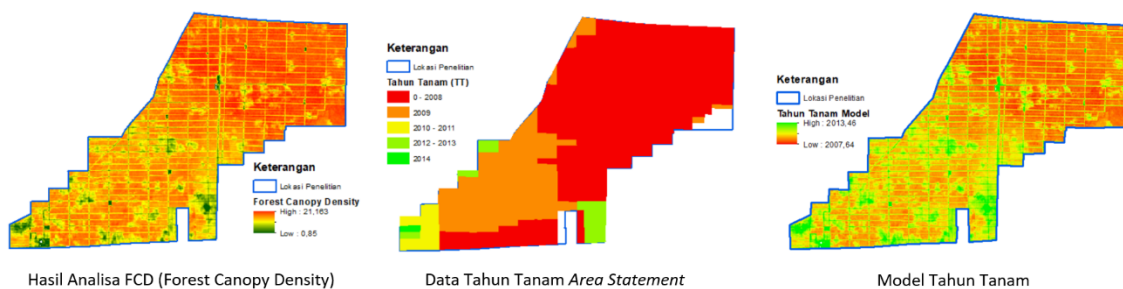 Keterangan
Lokasi Penelitian
Forest Canopy Density
High : 21,163
Low : 0,85
Hasil Analisa FCD (Forest Canopy Density)
Keterangan
Lokasi Penelitian
Tahun Tanam (TT)
0 - 2008
2009
2010 - 2011
2012 - 2013
2014
Data Tahun Tanam Area Statement
Keterangan
Lokasi Penelitian
Tahun Tanam Model
High : 2013,46
Low : 2007,64
Model Tahun Tanam